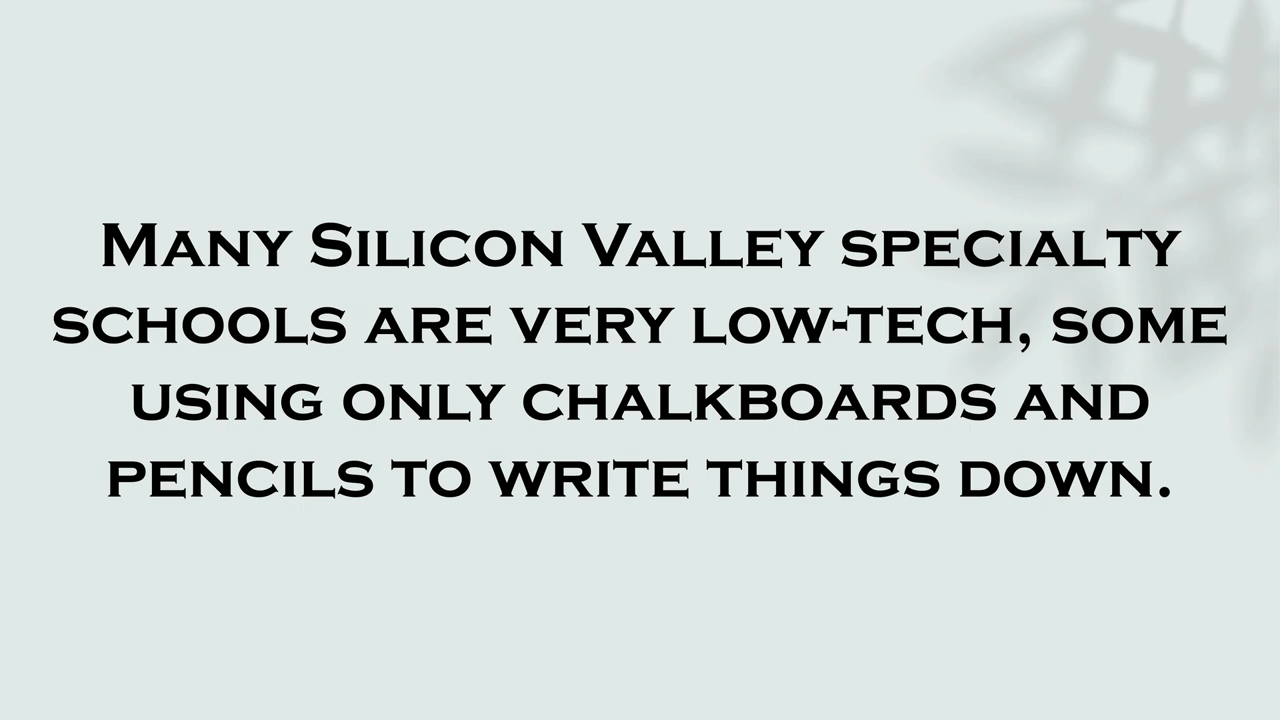 Many Silicon Valley specialty
schools are very low-tech, some
using only chalkboards and
pencils to write things down.